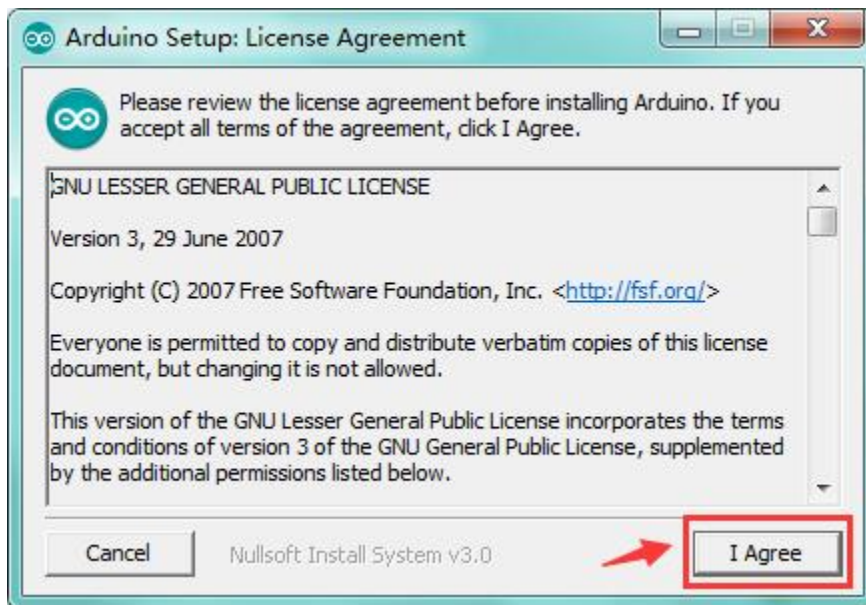 Arduino Setup: License Agreement
Please review the license agreement before installing Arduino. If you
accept all terms of the agreement, click I Agree.
GNU LESSER GENERAL PUBLIC LICENSE
Version 3, 29 June 2007
Copyright (C) 2007 Free Software Foundation, Inc. <http://fsf.org/>
Everyone is permitted to copy and distribute verbatim copies of this license
document, but changing it is not allowed.
This version of the GNU Lesser General Public License incorporates the terms
and conditions of version 3 of the GNU General Public License, supplemented
by the additional permissions listed below.
Cancel Nullsoft Install System v3.0 I Agree